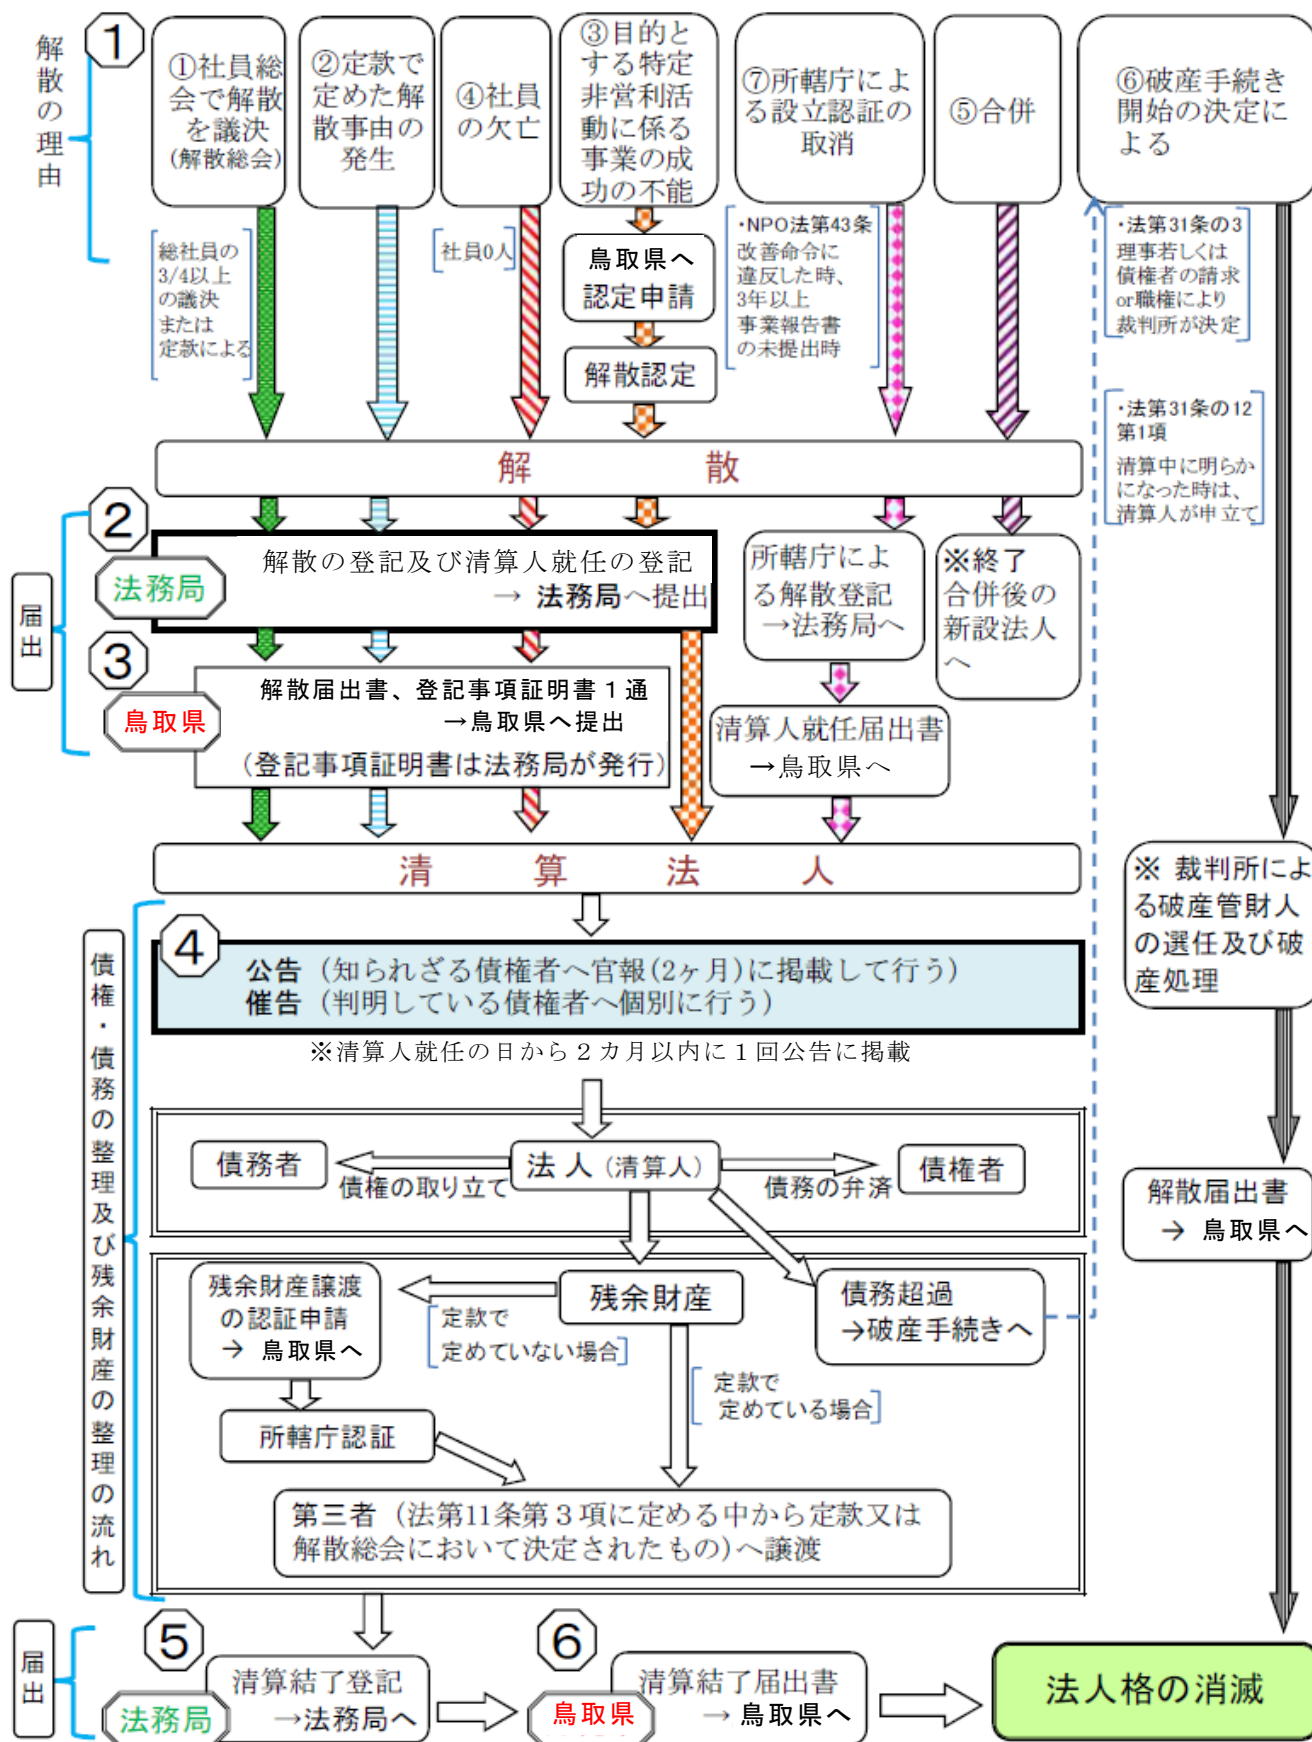 解散の理由
1
①社員総
会で解散
を議決
(解散総会)
②定款で
定めた解
散事由の
発生
④社員
の欠亡
③目的と
する特定
非営利活
動に係る
事業の成
功の不能
⑦所轄庁によ
る設立認証の
取消
⑤合併
⑥破産手続き
開始の決定に
よる
総社員の
3/4以上
の議決
または
定款による
社員0人
鳥取県へ
認定申請
解散認定
・NPO法第43条
改善命令に
違反した時、
3年以上
事業報告書
の未提出時
・法第31条の3
理事若しくは
債権者の請求
or職権により
裁判所が決定
・法第31条の12
第1項
清算中に明らか
になった時は、
清算人が申立て
解散
届出
2
法務局
解散の登記及び清算人就任の登記
→ 法務局へ提出
所轄庁によ
る解散登記
→法務局へ
※終了
合併後の
新設法人
へ
3
鳥取県
解散届出書、登記事項証明書1通
→鳥取県へ提出
(登記事項証明書は法務局が発行)
清算人就任届出書
→鳥取県へ
清算法人
※ 裁判所によ
る破産管財人
の選任及び破
産処理
債権・債務の整理及び残余財産の整理の流れ
4
公告(知られざる債権者へ官報(2ヶ月)に掲載して行う)
催告(判明している債権者へ個別に行う)
※清算人就任の日から2カ月以内に1回公告に掲載
債務者
債権の取り立て
法人(清算人)
債務の弁済
債権者
解散届出書
→ 鳥取県へ
残余財産譲渡
の認証申請
→ 鳥取県へ
定款で
定めていない場合
残余財産
債務超過
→破産手続きへ
定款で
定めている場合
所轄庁認証
第三者(法第11条第3項に定める中から定款又は
解散総会において決定されたもの)へ譲渡
届出
5
法務局
清算結了登記
→法務局へ
6
鳥取県
清算結了届出書
→ 鳥取県へ
法人格の消滅